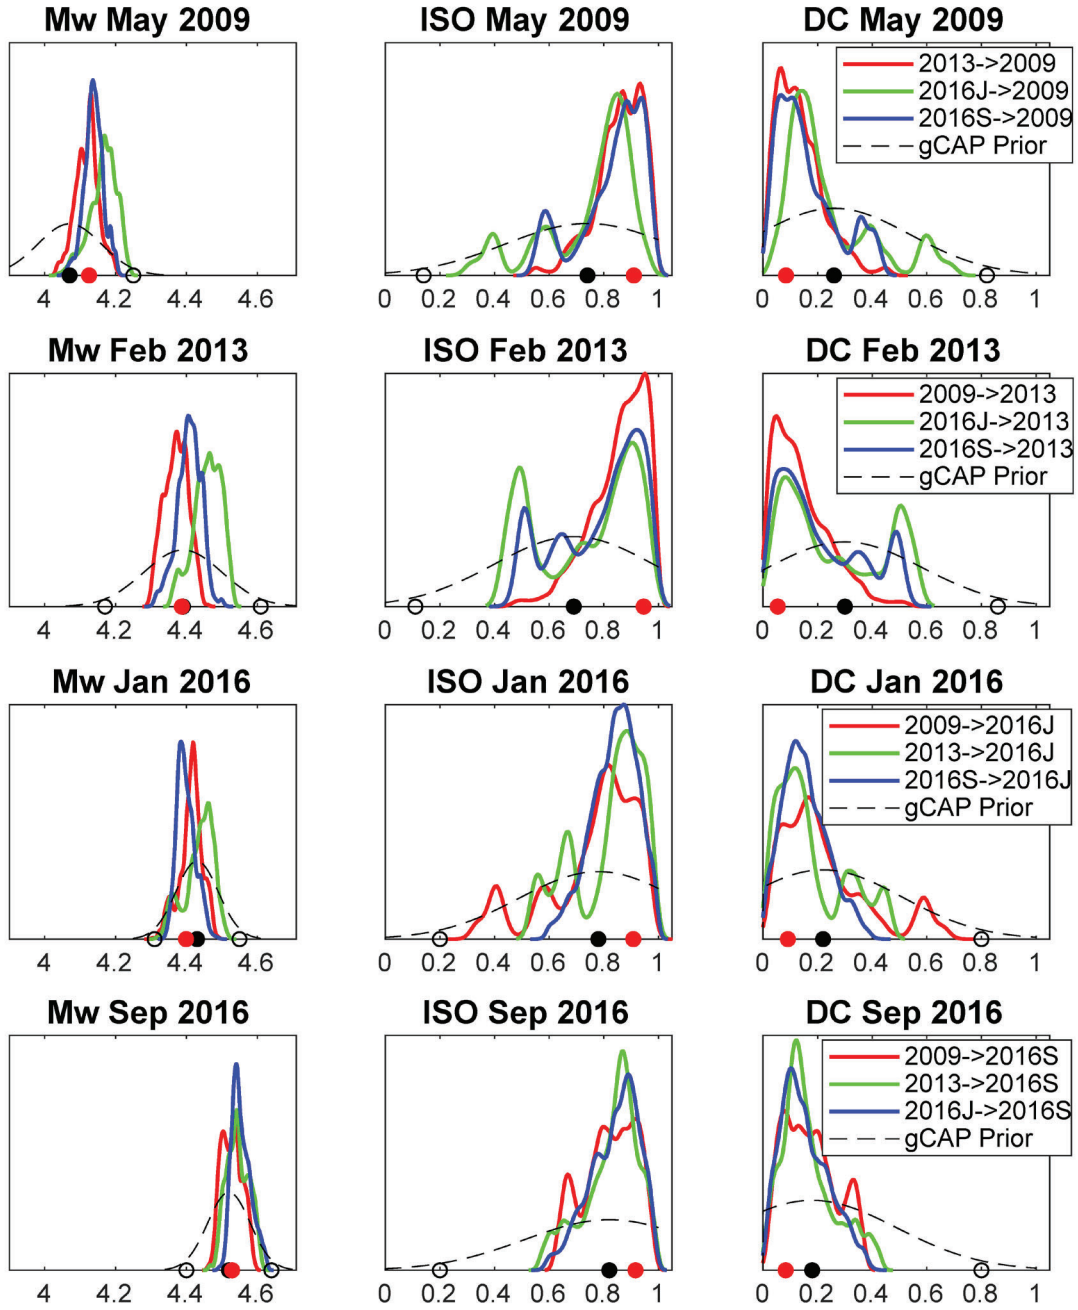 Mw May 2009
ISO May 2009
DC May 2009
2013->2009
2016J->2009
2016S->2009
gCAP Prior
4 4.2 4.4 4.6
0 0.2 0.4 0.6 0.8 1
0 0.2 0.4 0.6 0.8 1
Mw Feb 2013
ISO Feb 2013
DC Feb 2013
2009->2013
2016J->2013
2016S->2013
gCAP Prior
4 4.2 4.4 4.6
0 0.2 0.4 0.6 0.8 1
0 0.2 0.4 0.6 0.8 1
Mw Jan 2016
ISO Jan 2016
DC Jan 2016
2009->2016J
2013->2016J
2016S->2016J
gCAP Prior
4 4.2 4.4 4.6
0 0.2 0.4 0.6 0.8 1
0 0.2 0.4 0.6 0.8 1
Mw Sep 2016
ISO Sep 2016
DC Sep 2016
2009->2016S
2013->2016S
2016J->2016S
gCAP Prior
4 4.2 4.4 4.6
0 0.2 0.4 0.6 0.8 1
0 0.2 0.4 0.6 0.8 1